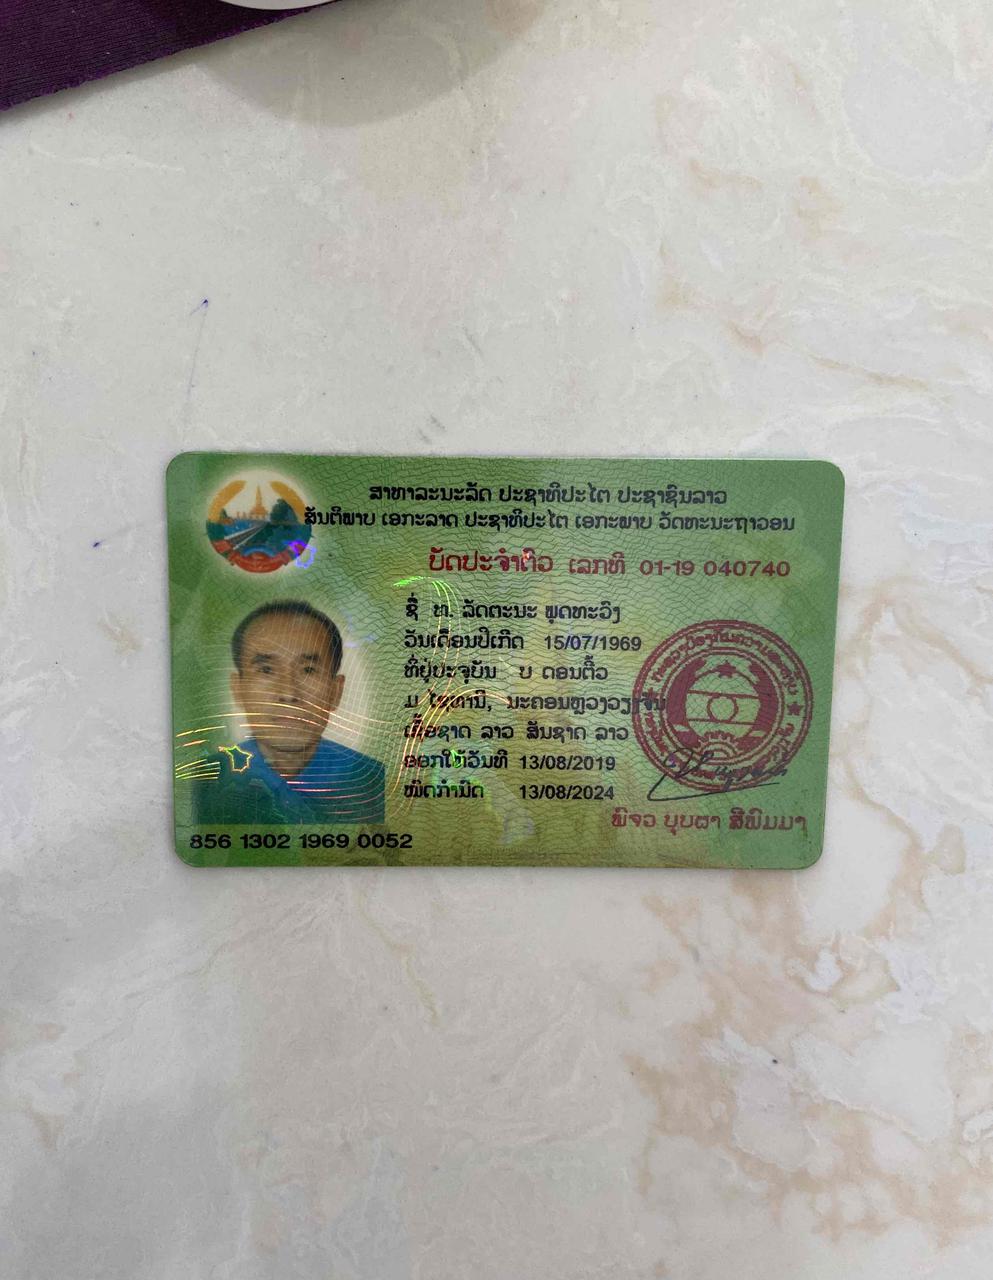 ສາທາລະນະລັດ ປະຊາທິປະໄຕ ປະຊາຊົນລາວ
ສັນຕິພາບ ເອກະລາດ ປະຊາທິປະໄຕ ເອກະພາບ ວັດທະນະຖາວອນ
ບັດປະຈຳຕົວ ເລກທີ 01-19 040740
ຊື່ ທ. ລັດຕະນະ ພຸດທະວົງ
ວັນເດືອນປີເກີດ 15/07/1969
ທີ່ຢູ່ປະຈຸບັນ ບ ດອນຕິ້ວ
ມ ໄຊທານີ, ນະຄອນຫຼວງວຽງຈັນ
ເຊື້ອຊາດ ລາວ ສັນຊາດ ລາວ
ອອກໃຫ້ວັນທີ 13/08/2019
ໝົດກຳນົດ 13/08/2024
ພົຈວ ບຸບຜາ ສີພົມມາ
856 1302 1969 0052